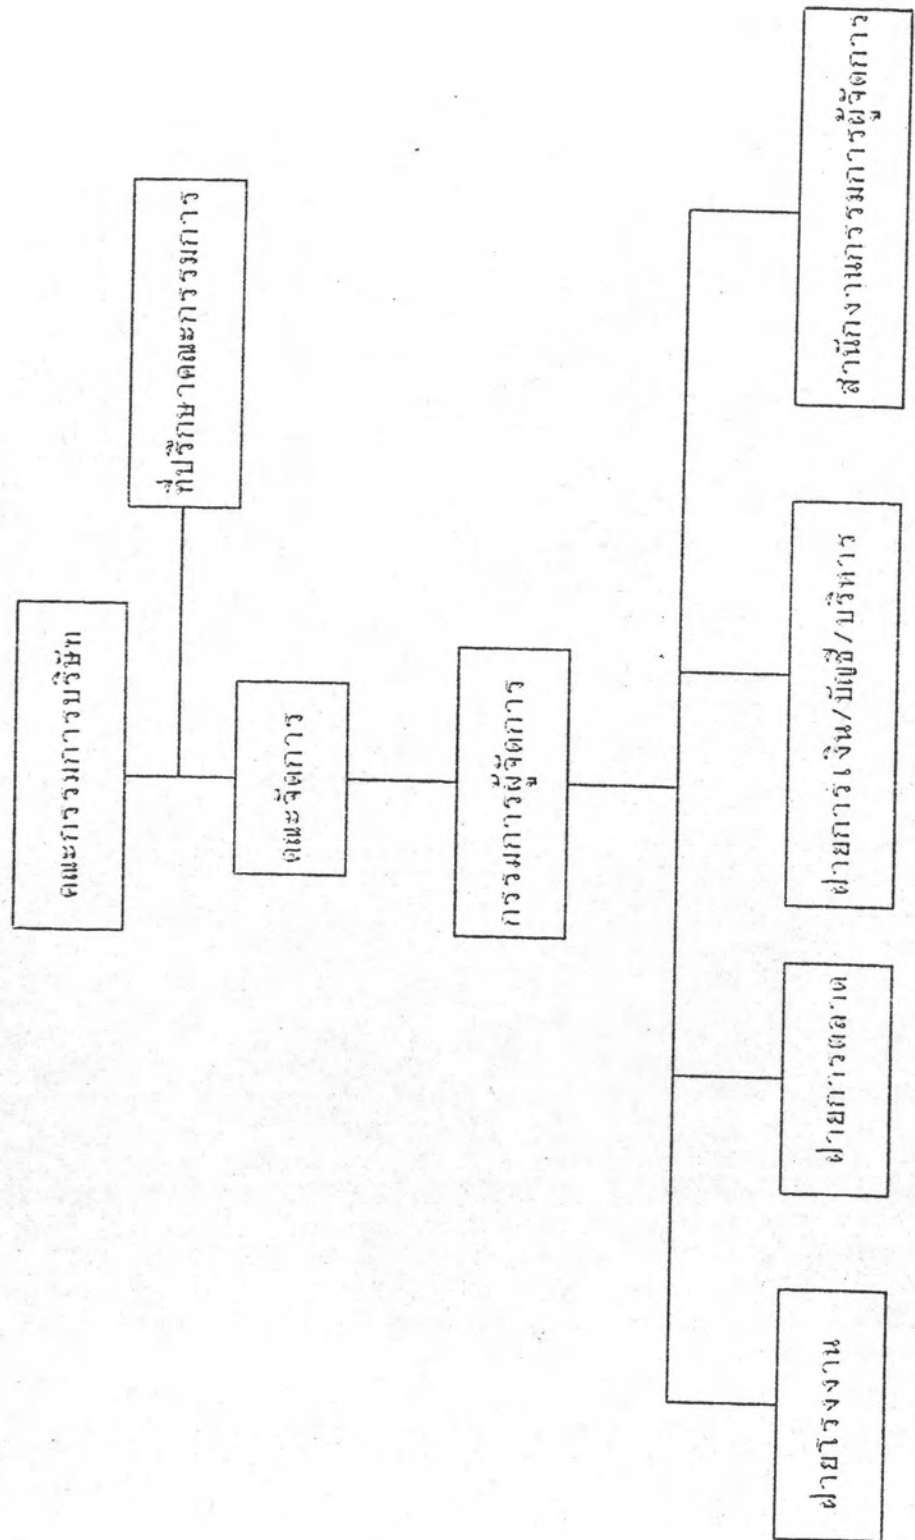 คณะกรรมการบริษัท
ที่ปรึกษาคณะกรรมการ
คณะจัดการ
กรรมการผู้จัดการ
ฝ่ายโรงงาน
ฝ่ายการตลาด
ฝ่ายการเงิน/บัญชี/บริหาร
สำนักงานกรรมการผู้จัดการ